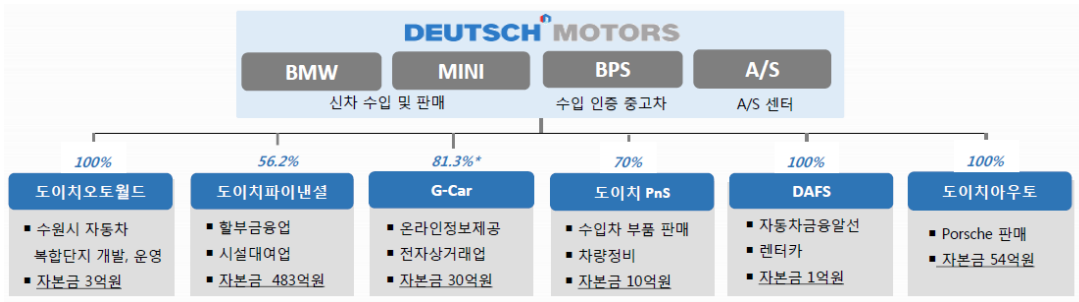 DEUTSCH MOTORS
BMW MINI BPS A/S
신차 수입 및 판매 수입 인증 중고차 A/S 센터
100% 56.2% 81.3%* 70% 100% 100%
도이치오토월드 도이치파이낸셜 G-Car 도이치 PnS DAFS 도이치아우토
▪ 수원시 자동차
복합단지 개발, 운영
▪ 자본금 3억원
▪ 할부금융업
▪ 시설대여업
▪ 자본금 483억원
▪ 온라인정보제공
▪ 전자상거래업
▪ 자본금 30억원
▪ 수입차 부품 판매
▪ 차량정비
▪ 자본금 10억원
▪ 자동차금융알선
▪ 렌터카
▪ 자본금 1억원
▪ Porsche 판매
▪ 자본금 54억원